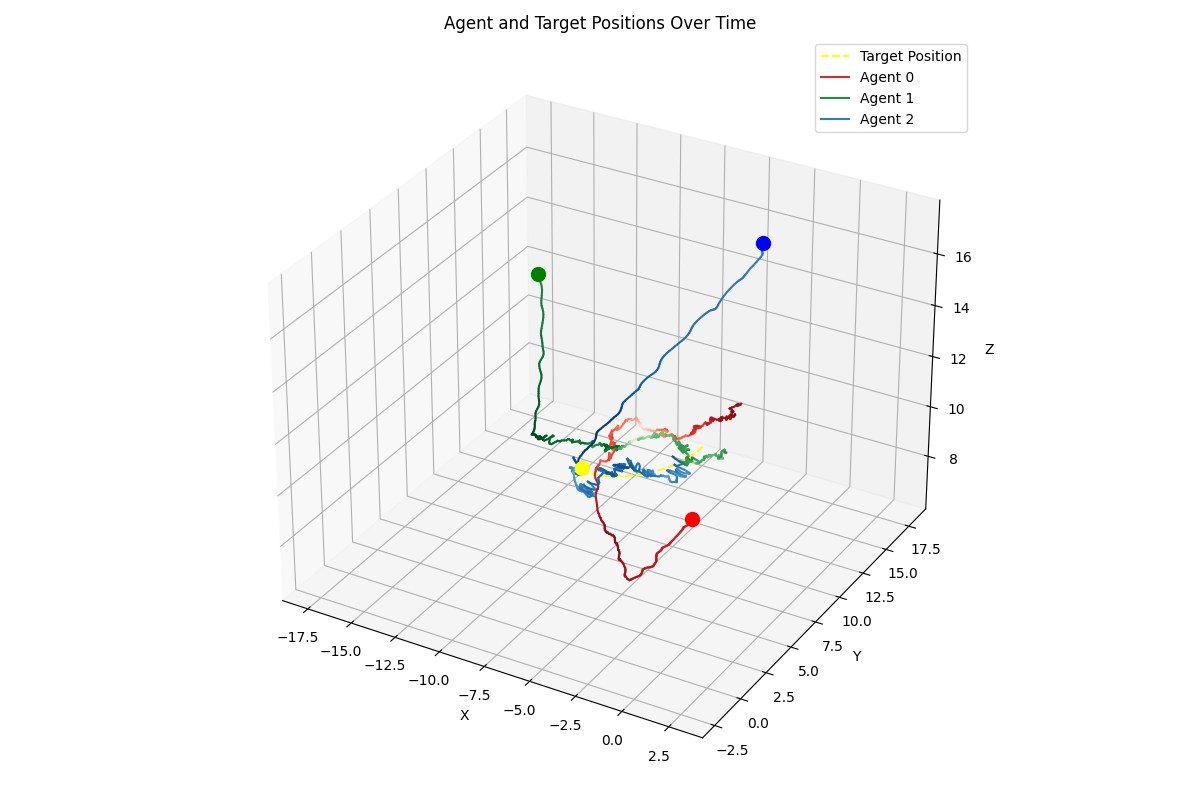 Agent and Target Positions Over Time
Target Position
Agent 0
Agent 1
Agent 2
16
14
Z
12
10
8
17.5
15.0
12.5
10.0
7.5
Y
5.0
2.5
0.0
−2.5
−17.5
−15.0
−12.5
−10.0
−7.5
X
−5.0
−2.5
0.0
2.5